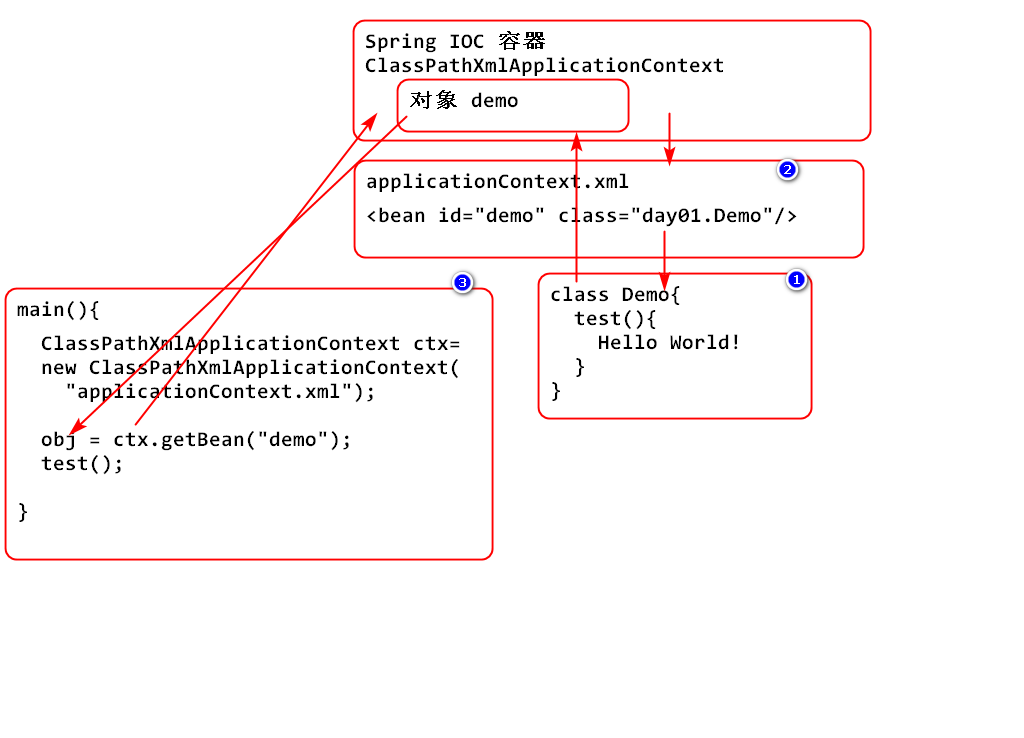 Spring IOC 容器
ClassPathXmlApplicationContext
对象 demo
2
applicationContext.xml
<bean id="demo" class="day01.Demo"/>
3
main(){
ClassPathXmlApplicationContext ctx=
new ClassPathXmlApplicationContext(
"applicationContext.xml");
obj = ctx.getBean("demo");
test();
}
1
class Demo{
test(){
Hello World!
}
}